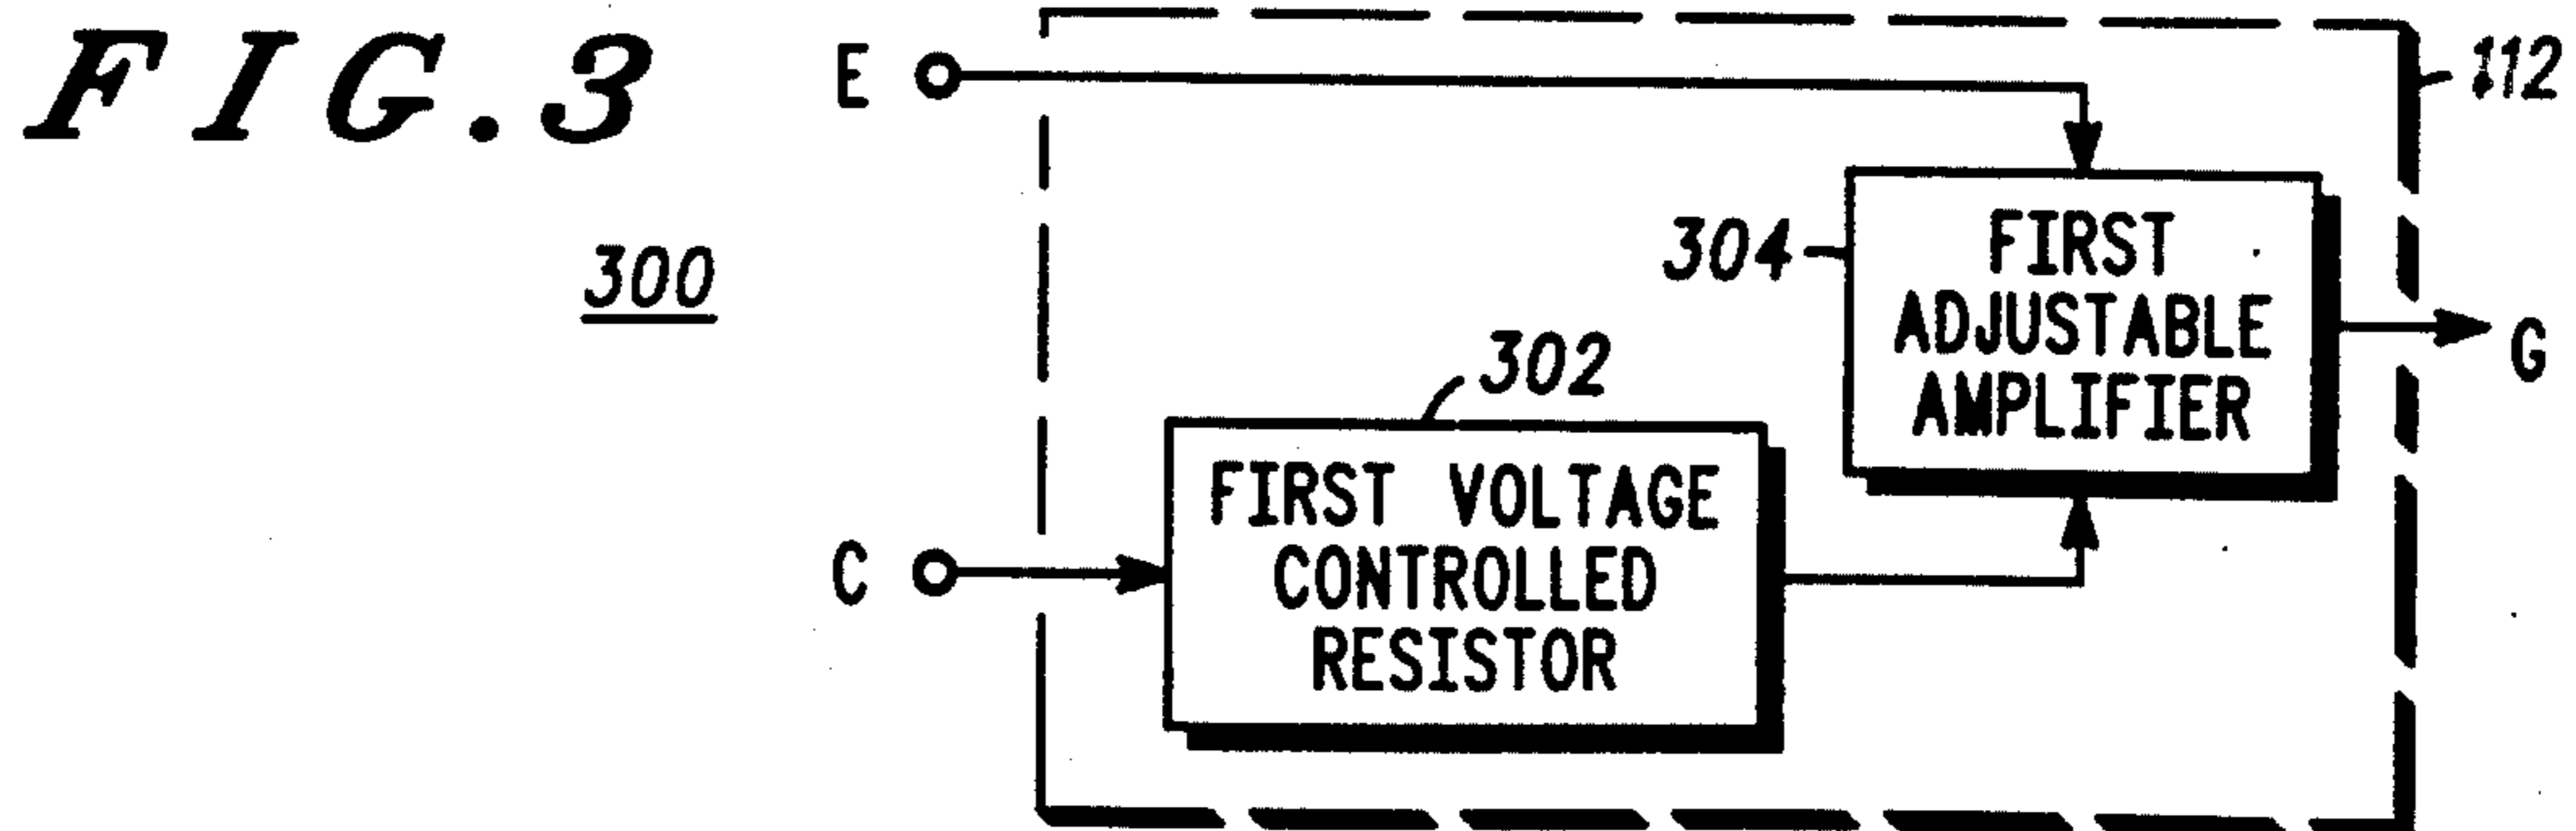 FIG.3
E
112
300
304
FIRST
ADJUSTABLE
AMPLIFIER
G
302
FIRST VOLTAGE
CONTROLLED
RESISTOR
C